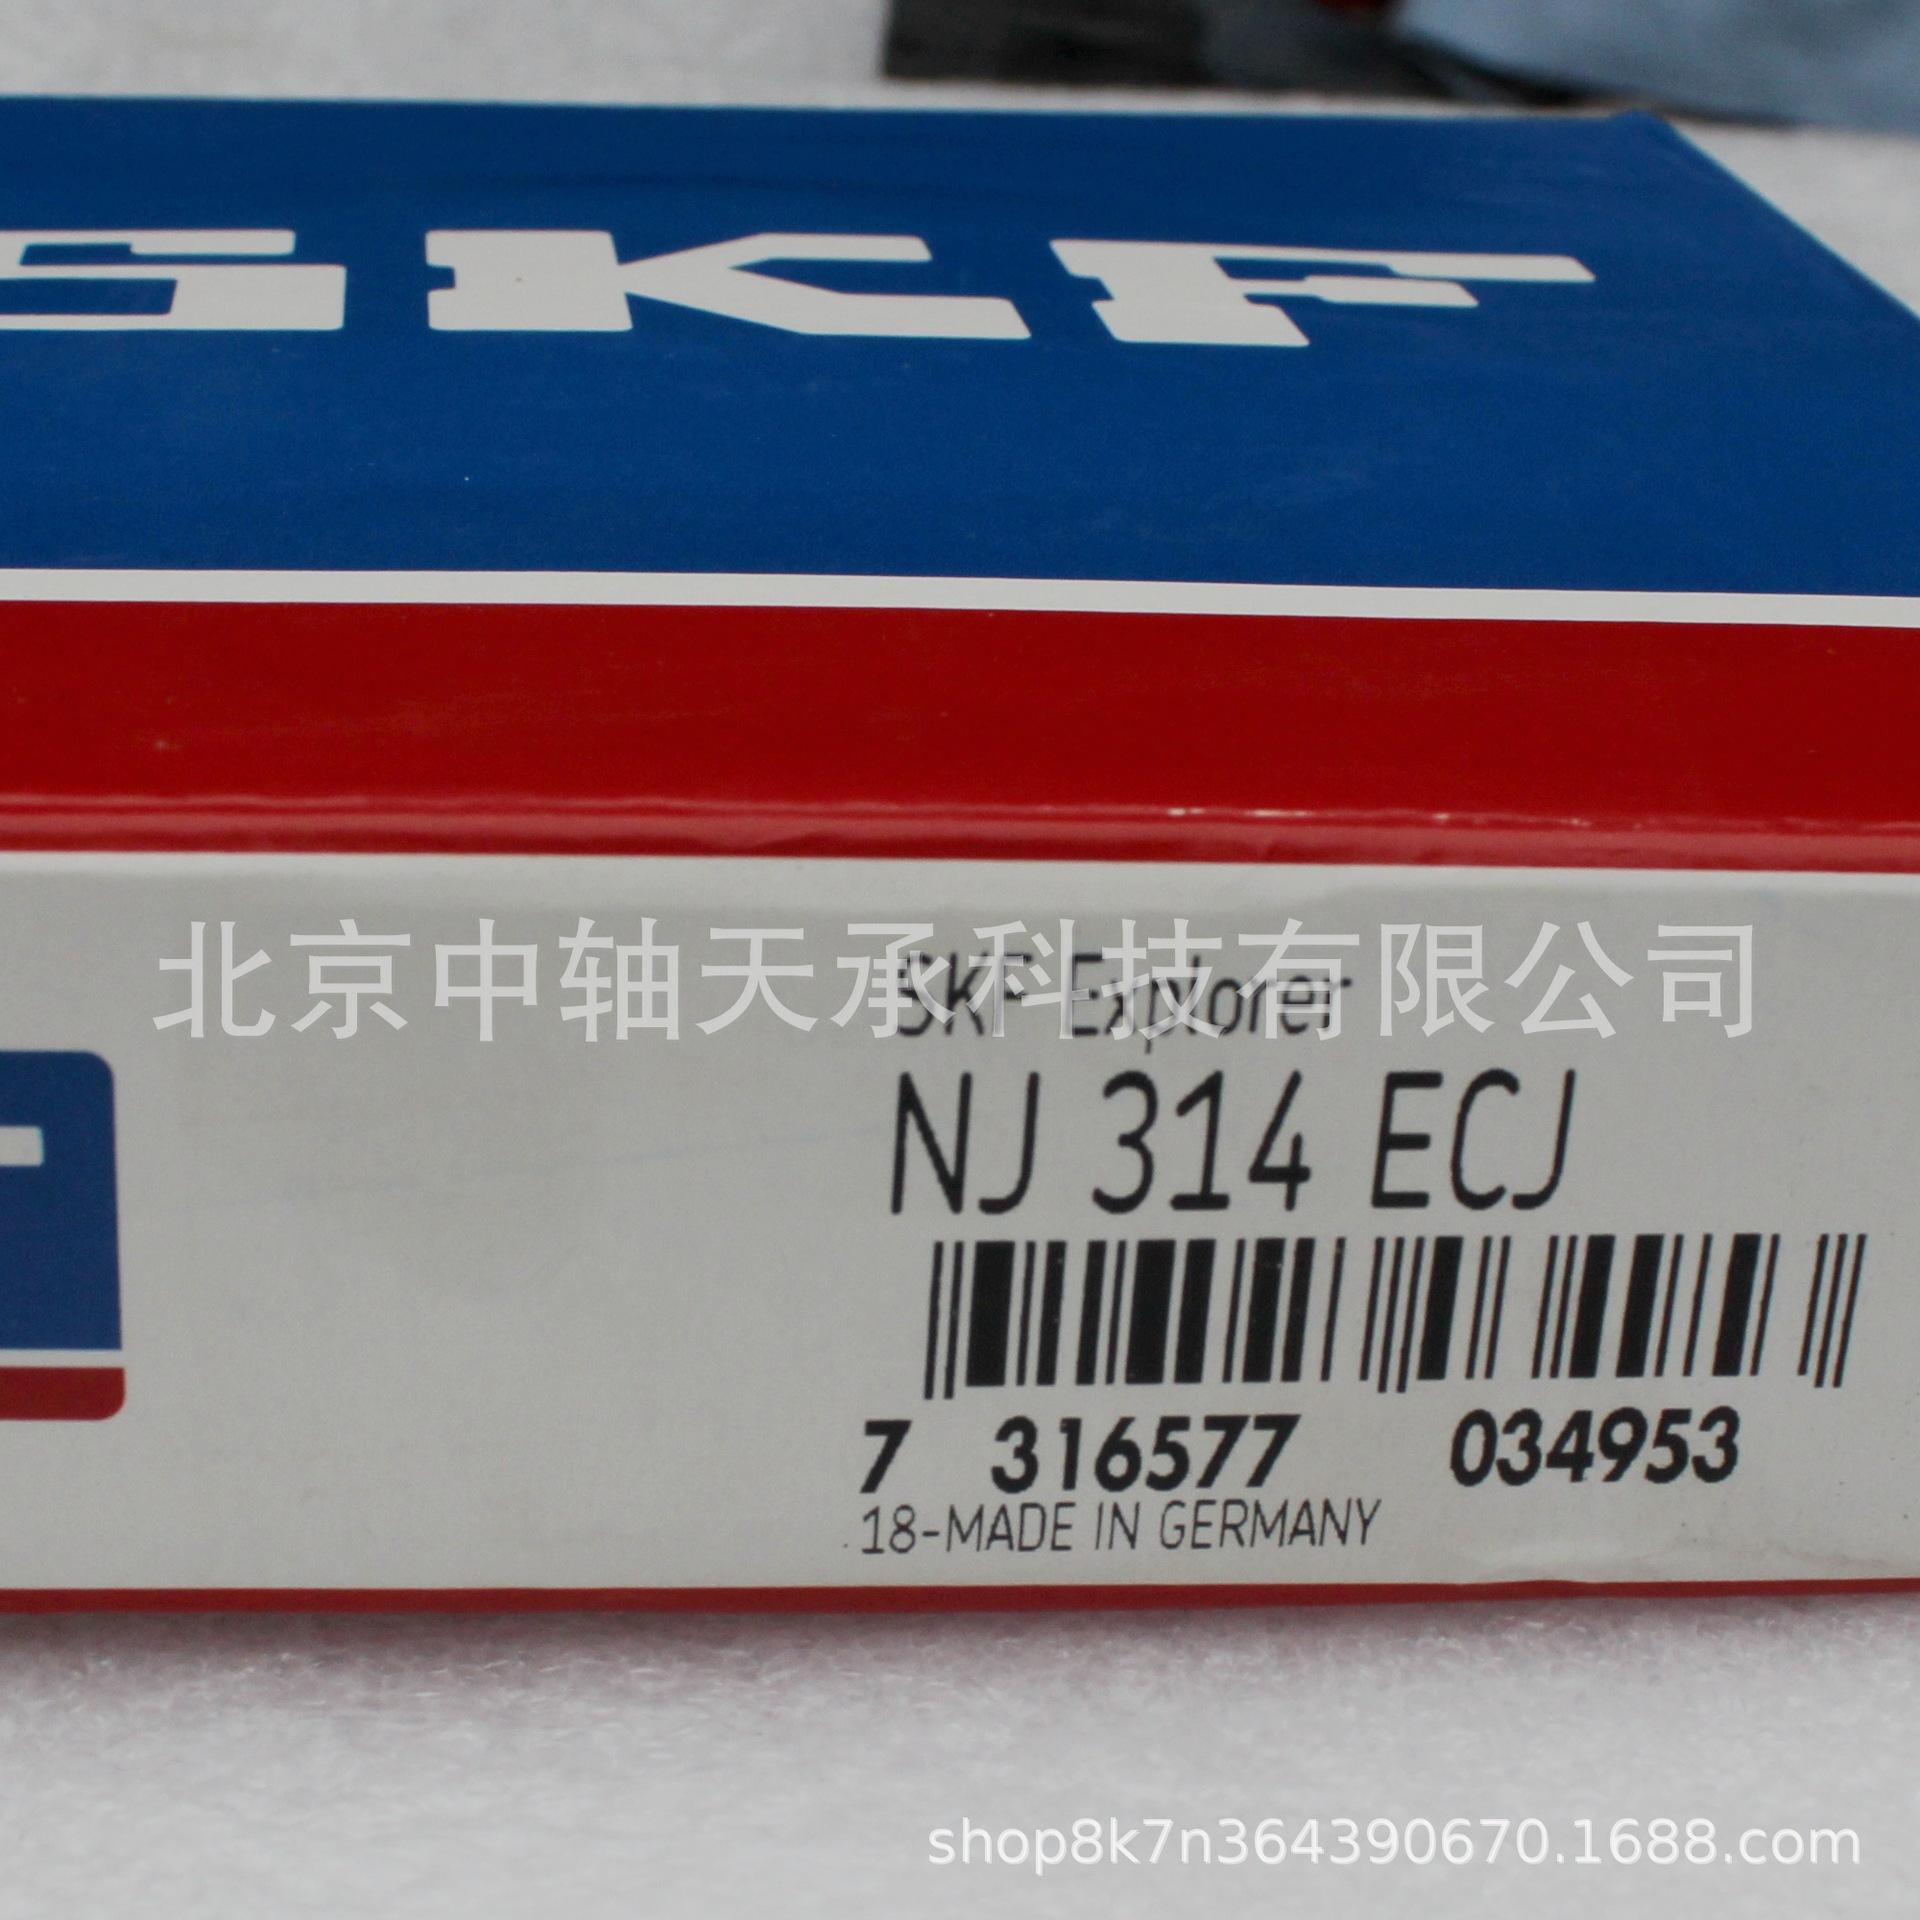 SKF
北京中轴天承科技有限公司
SKF Explorer
NJ 314 ECJ
7 316577 034953
18-MADE IN GERMANY
shop8k7n364390670.1688.com